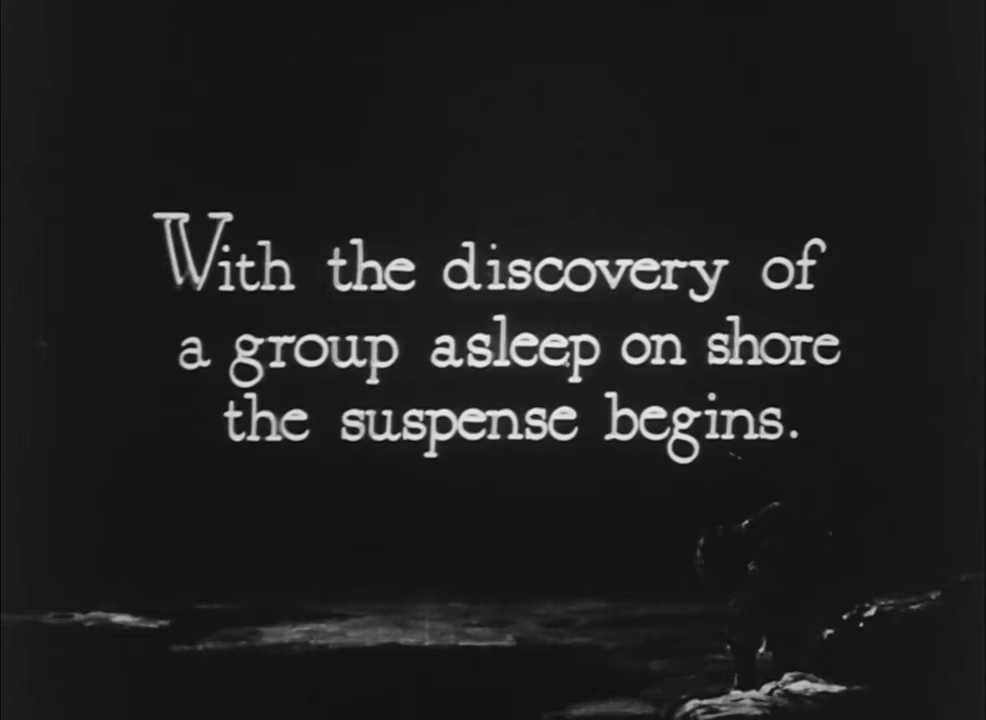 With the discovery of
a group asleep on shore
the suspense begins.